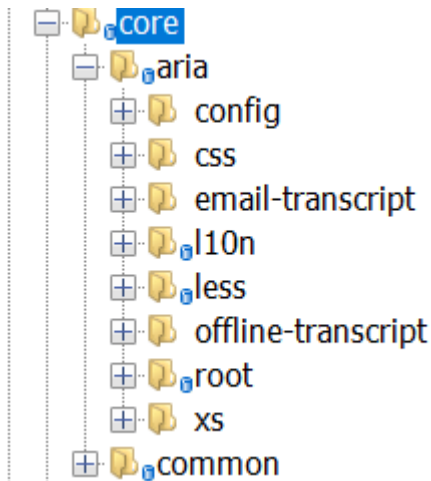 core
aria
config
css
email-transcript
l10n
less
offline-transcript
root
xs
common